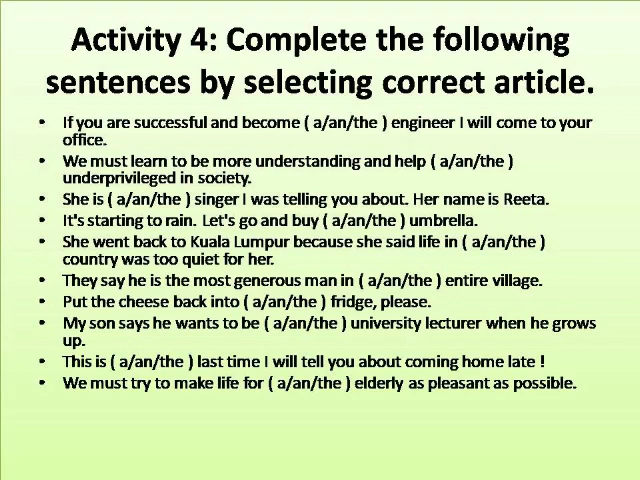 Activity 4: Complete the following
sentences by selecting correct article.
• If you are successful and become ( a/an/the ) engineer I will come to your
office.
• We must learn to be more understanding and help ( a/an/the )
underprivileged in society.
• She is ( a/an/the ) singer I was telling you about. Her name is Reeta.
• It's starting to rain. Let's go and buy ( a/an/the ) umbrella.
• She went back to Kuala Lumpur because she said life in ( a/an/the )
country was too quiet for her.
• They say he is the most generous man in ( a/an/the ) entire village.
• Put the cheese back into ( a/an/the ) fridge, please.
• My son says he wants to be ( a/an/the ) university lecturer when he grows
up.
• This is ( a/an/the ) last time I will tell you about coming home late !
• We must try to make life for ( a/an/the ) elderly as pleasant as possible.